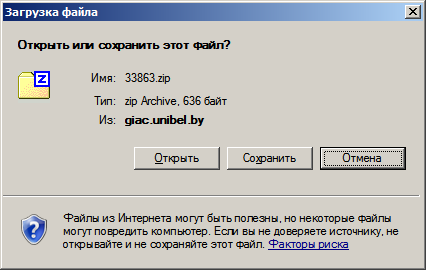 Загрузка файла
Открыть или сохранить этот файл?
Имя: 33863.zip
Тип: zip Archive, 636 байт
Из: giac.unibel.by
Открыть Сохранить Отмена
Файлы из Интернета могут быть полезны, но некоторые файлы
могут повредить компьютер. Если вы не доверяете источнику, не
открывайте и не сохраняйте этот файл. Факторы риска